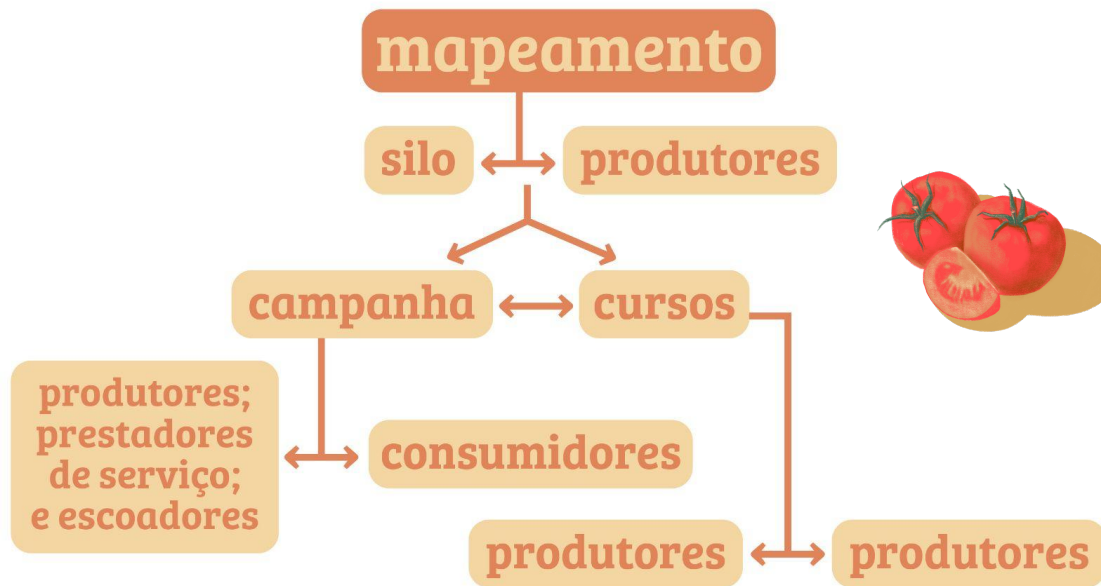 mapeamento
silo
produtores
campanha
cursos
produtores;
prestadores
de serviço;
e escoadores
consumidores
produtores
produtores